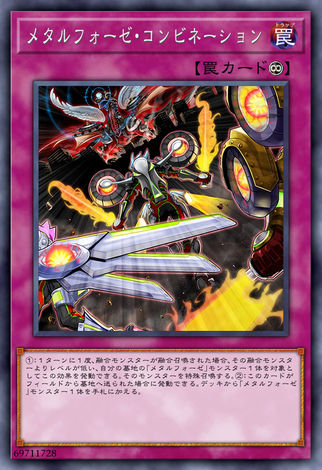 メタルフォーゼ・コンビネーション
トラップ
罠
【罠カード】
①:1ターンに1度、融合モンスターが融合召喚された場合、その融合モンスタ
ーよりレベルが低い、自分の墓地の「メタルフォーゼ」モンスター1体を対象と
してこの効果を発動できる。そのモンスターを特殊召喚する。②:このカードが
フィールドから墓地へ送られた場合に発動できる。デッキから「メタルフォーゼ」
モンスター1体を手札に加える。
69711728